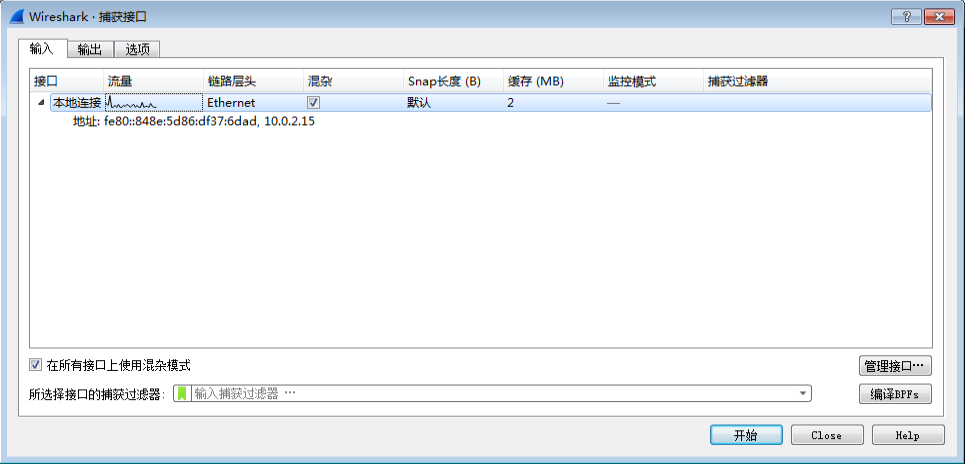 Wireshark · 捕获接口
输入 输出 选项
接口 流量 链路层头 混杂 Snap长度 (B) 缓存 (MB) 监控模式 捕获过滤器
本地连接 Ethernet 默认 2 —
地址: fe80::848e:5d86:df37:6dad, 10.0.2.15
在所有接口上使用混杂模式 管理接口…
所选择接口的捕获过滤器: 输入捕获过滤器 … 编译BPFs
开始 Close Help